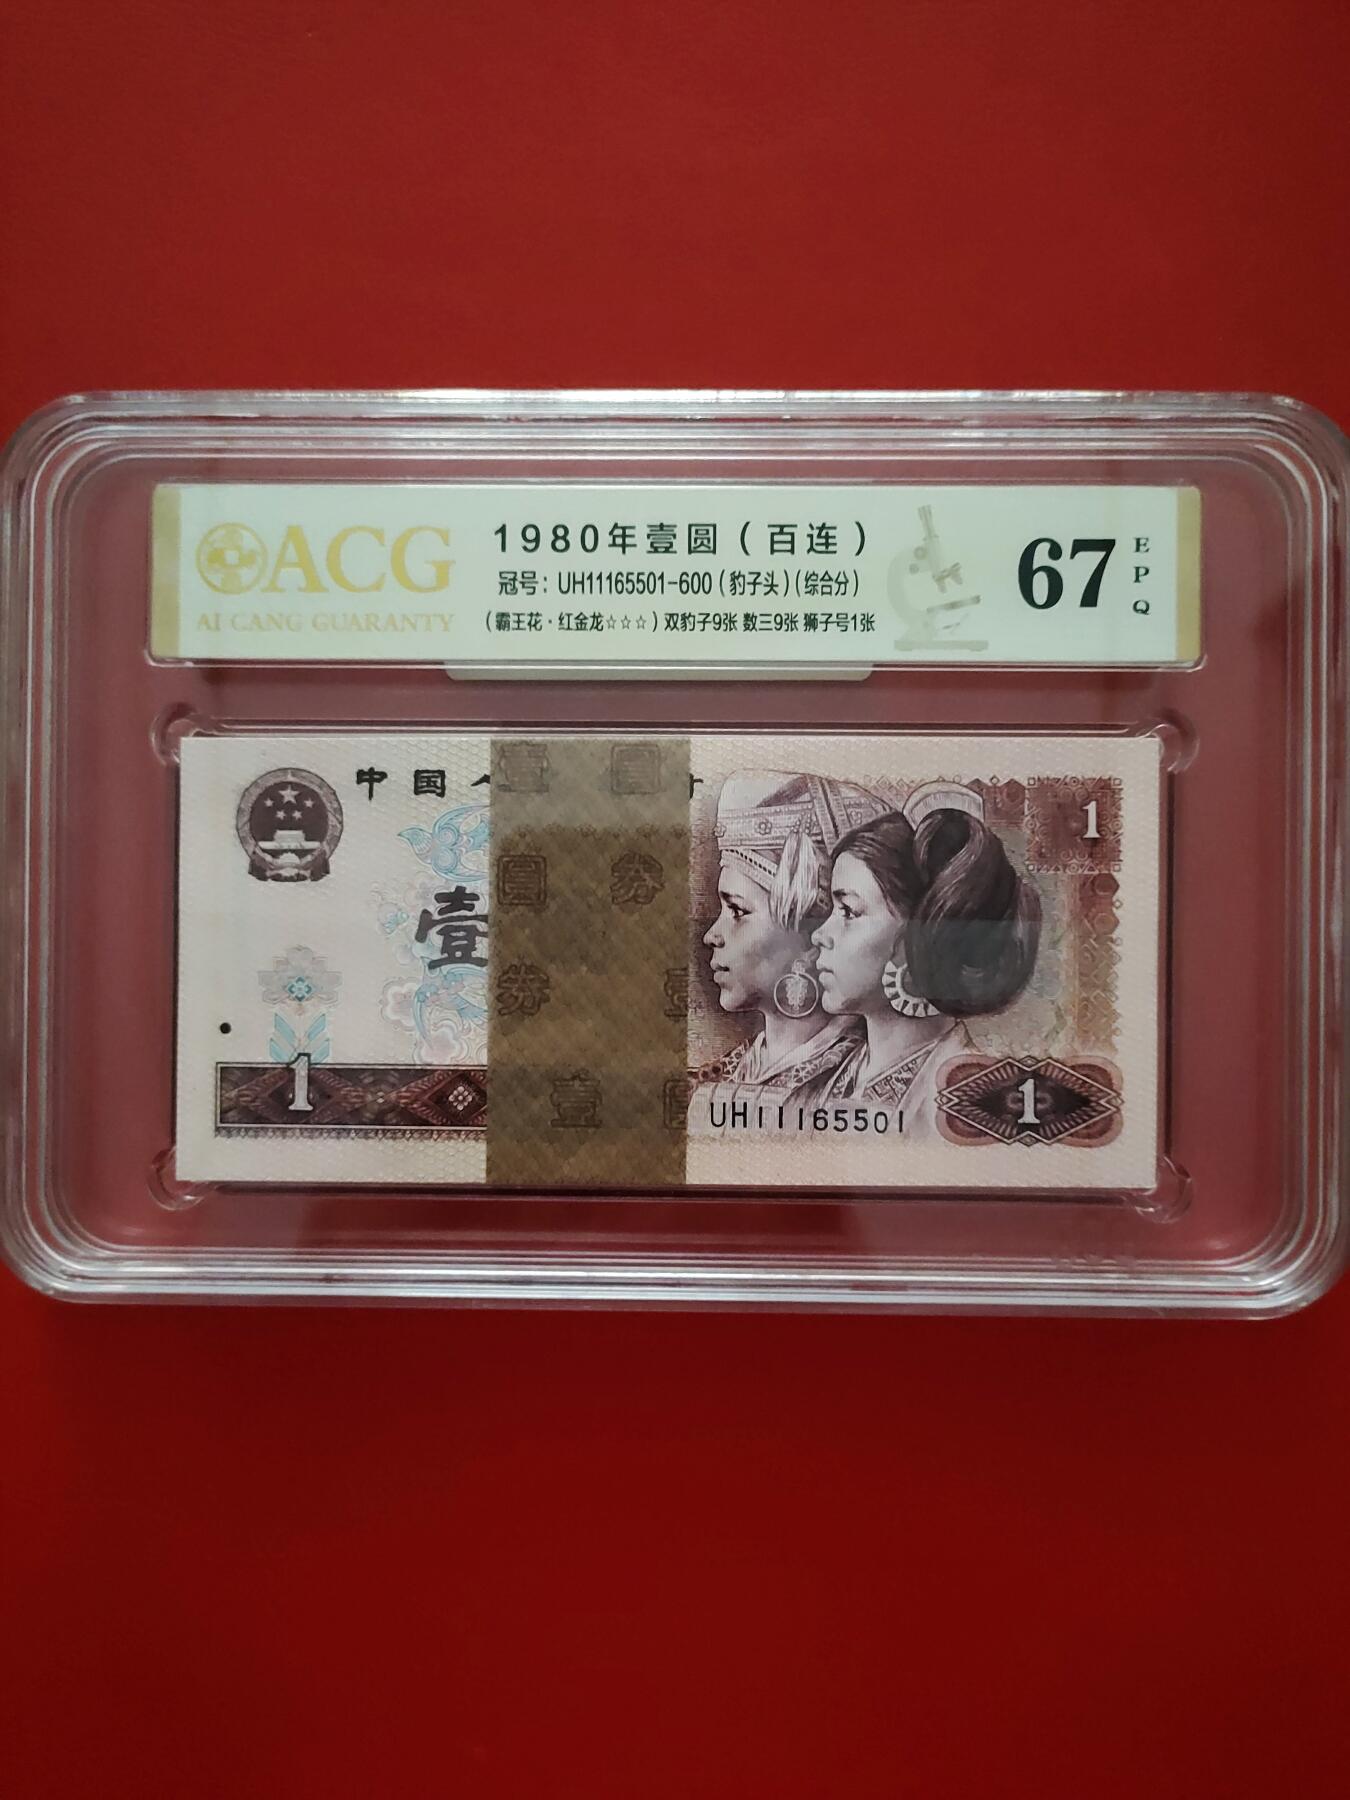 ACG
AI CANG GUARANTY
1980年壹圆（百连）
冠号：UH11165501-600（豹子头）（综合分）
（霸王花·红金龙☆☆☆）双豹子9张 数三9张 狮子号1张
67
EPQ
中国人
壹
1
1
1
UH11165501
壹 圆
圆 券
券 壹
壹 圆